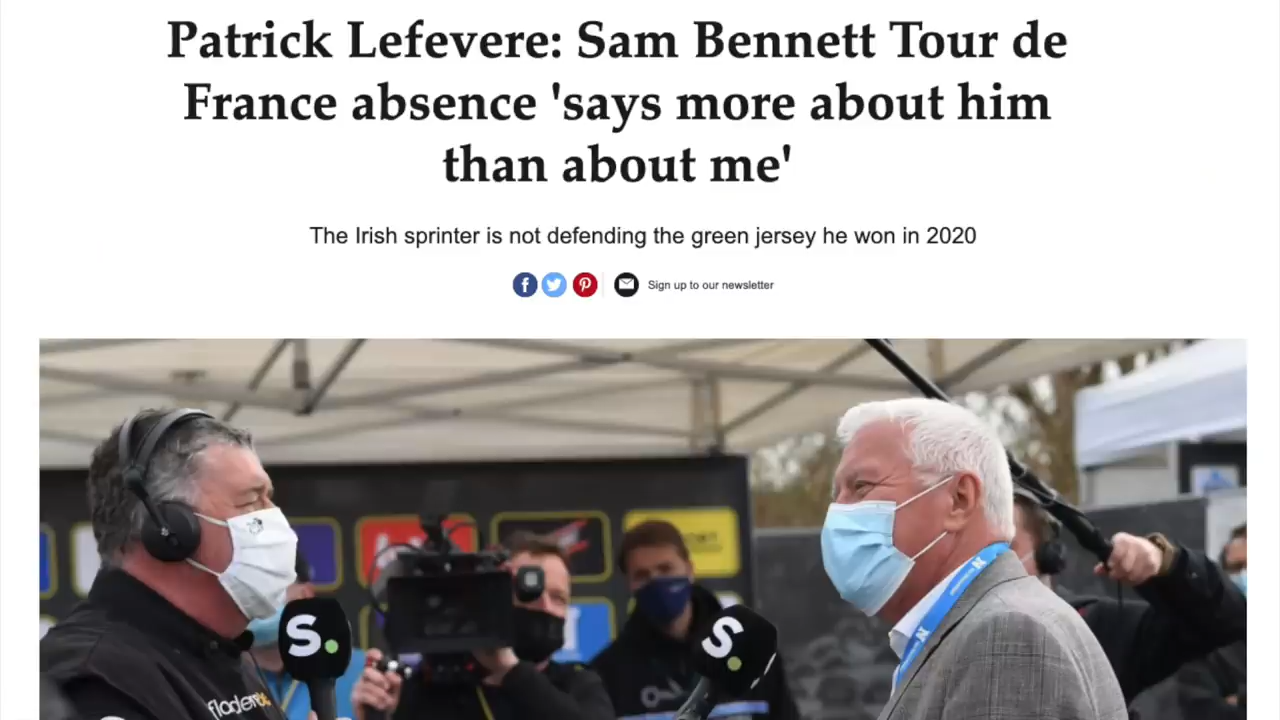 Patrick Lefevere: Sam Bennett Tour de
France absence 'says more about him
than about me'
The Irish sprinter is not defending the green jersey he won in 2020
Sign up to our newsletter
S.
S.